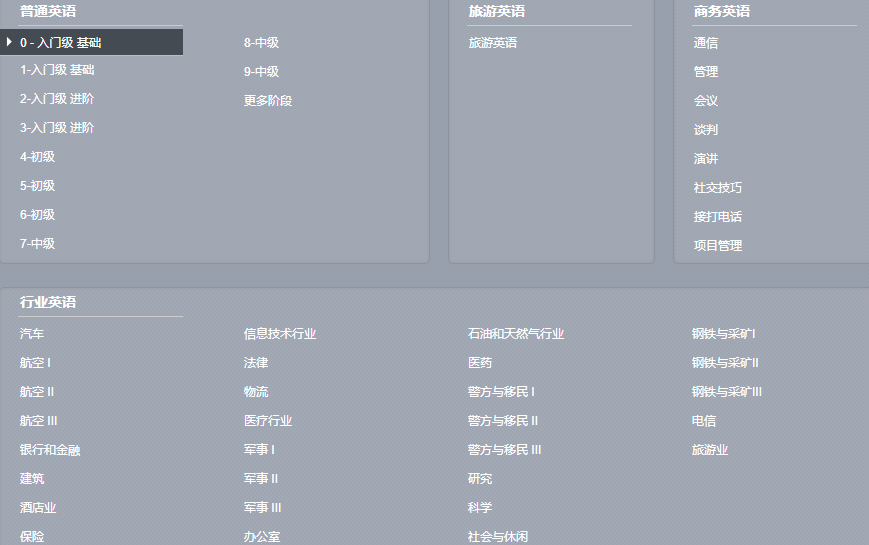 普通英语
0 - 入门级 基础
1-入门级 基础
2-入门级 进阶
3-入门级 进阶
4-初级
5-初级
6-初级
7-中级
8-中级
9-中级
更多阶段
旅游英语
旅游英语
商务英语
通信
管理
会议
谈判
演讲
社交技巧
接打电话
项目管理
行业英语
汽车
航空 I
航空 II
航空 III
银行和金融
建筑
酒店业
保险
信息技术行业
法律
物流
医疗行业
军事 I
军事 II
军事 III
办公室
石油和天然气行业
医药
警方与移民 I
警方与移民 II
警方与移民 III
研究
科学
社会与休闲
钢铁与采矿I
钢铁与采矿II
钢铁与采矿III
电信
旅游业